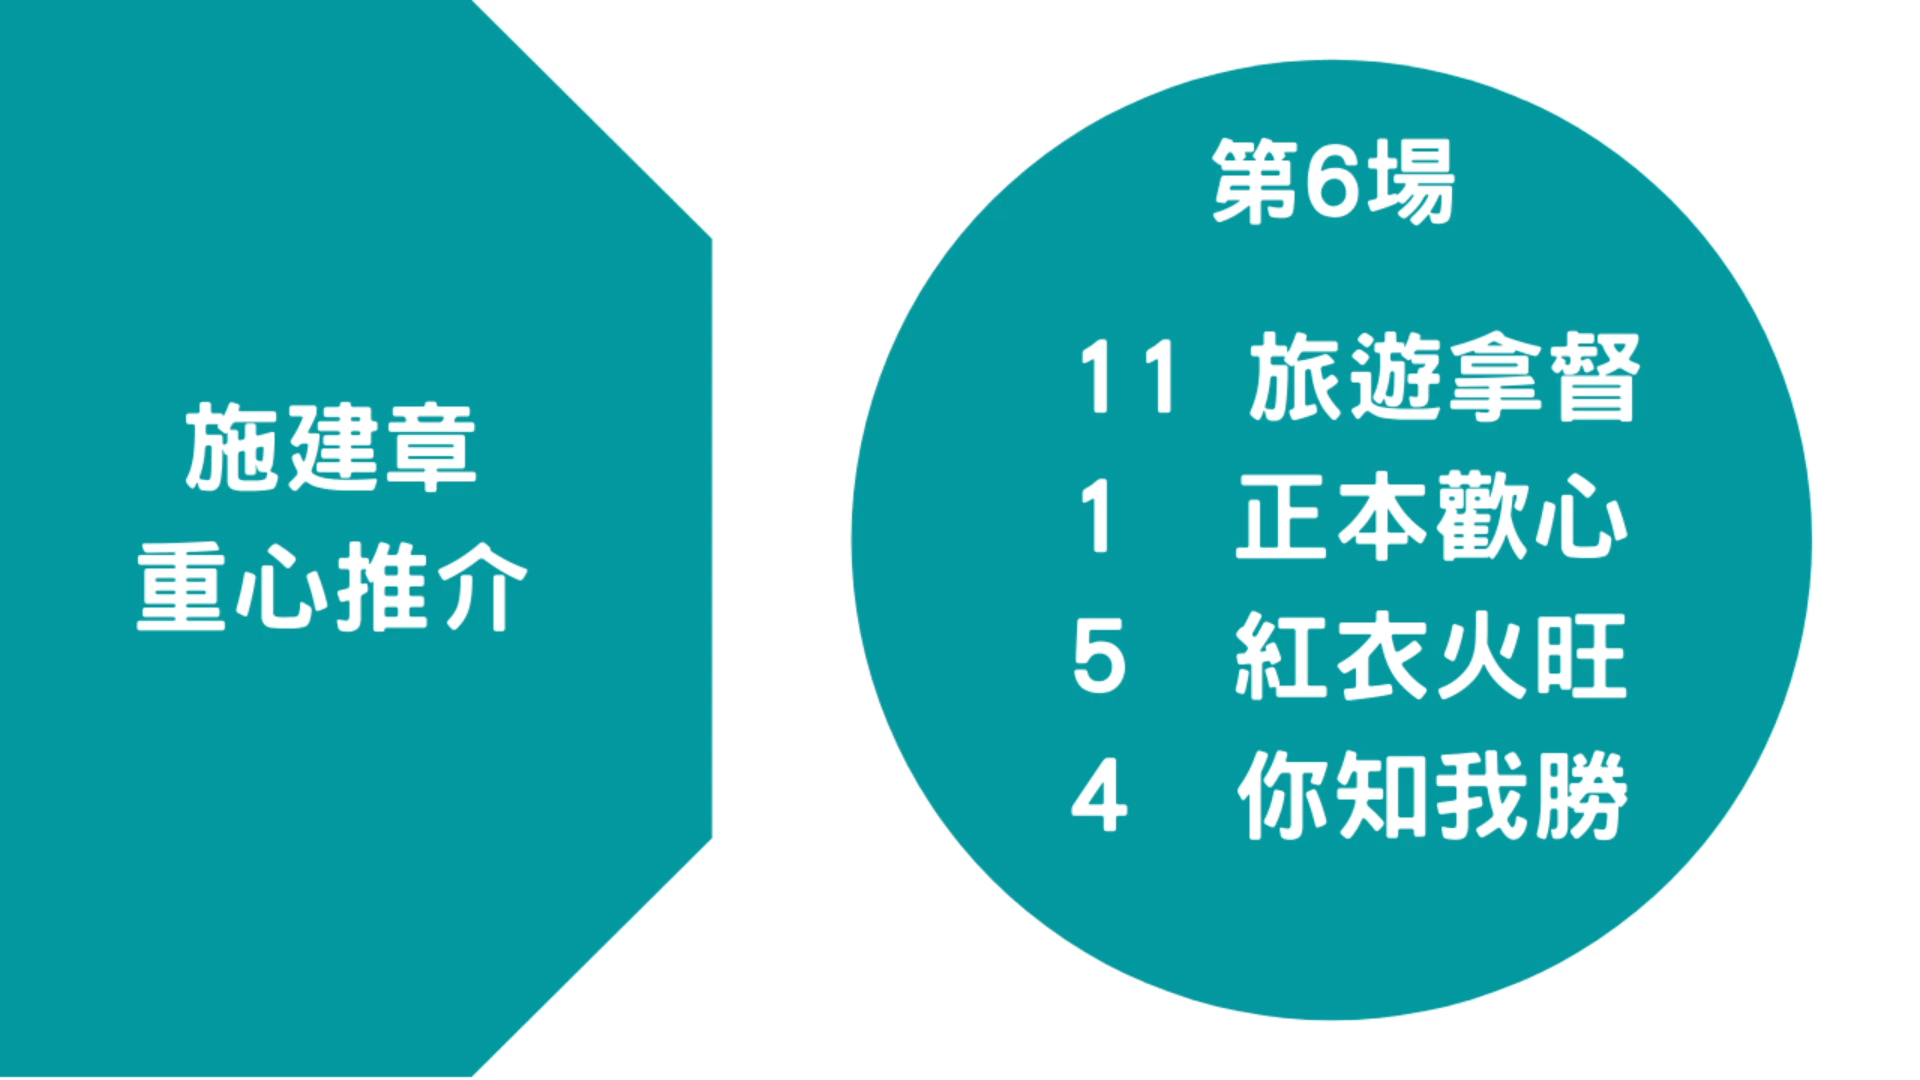 施建章
重心推介
第6場
11 旅遊拿督
1 正本歡心
5 紅衣火旺
4 你知我勝